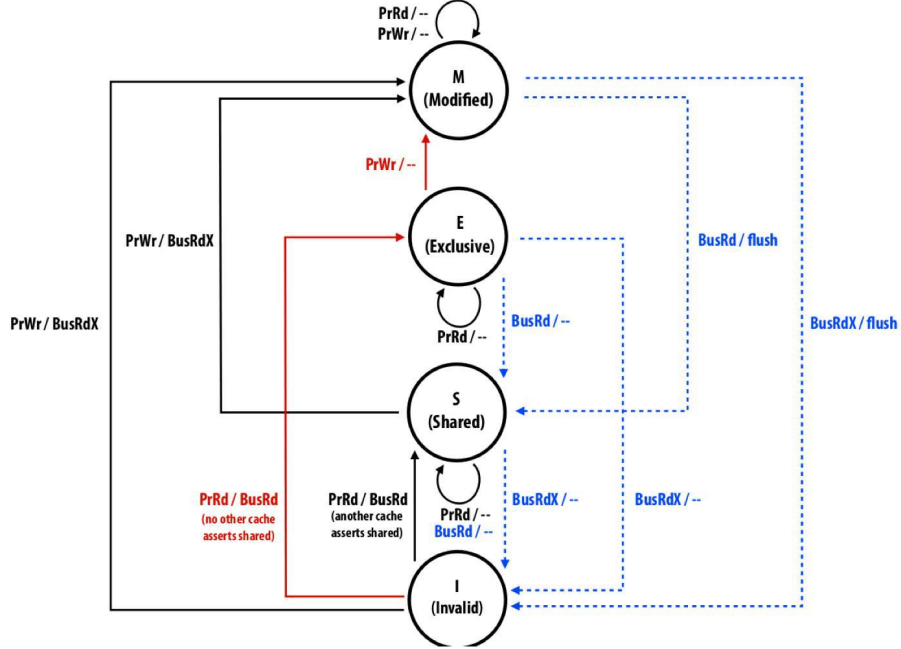 PrRd / --
PrWr / --
M
(Modified)
PrWr / --
E
(Exclusive)
PrWr / BusRdX
BusRd / flush
PrWr / BusRdX
BusRd / --
BusRdX / flush
PrRd / --
S
(Shared)
PrRd / BusRd
(no other cache
asserts shared)
PrRd / BusRd
(another cache
asserts shared)
PrRd / --
BusRd / --
BusRdX / --
BusRdX / --
I
(Invalid)